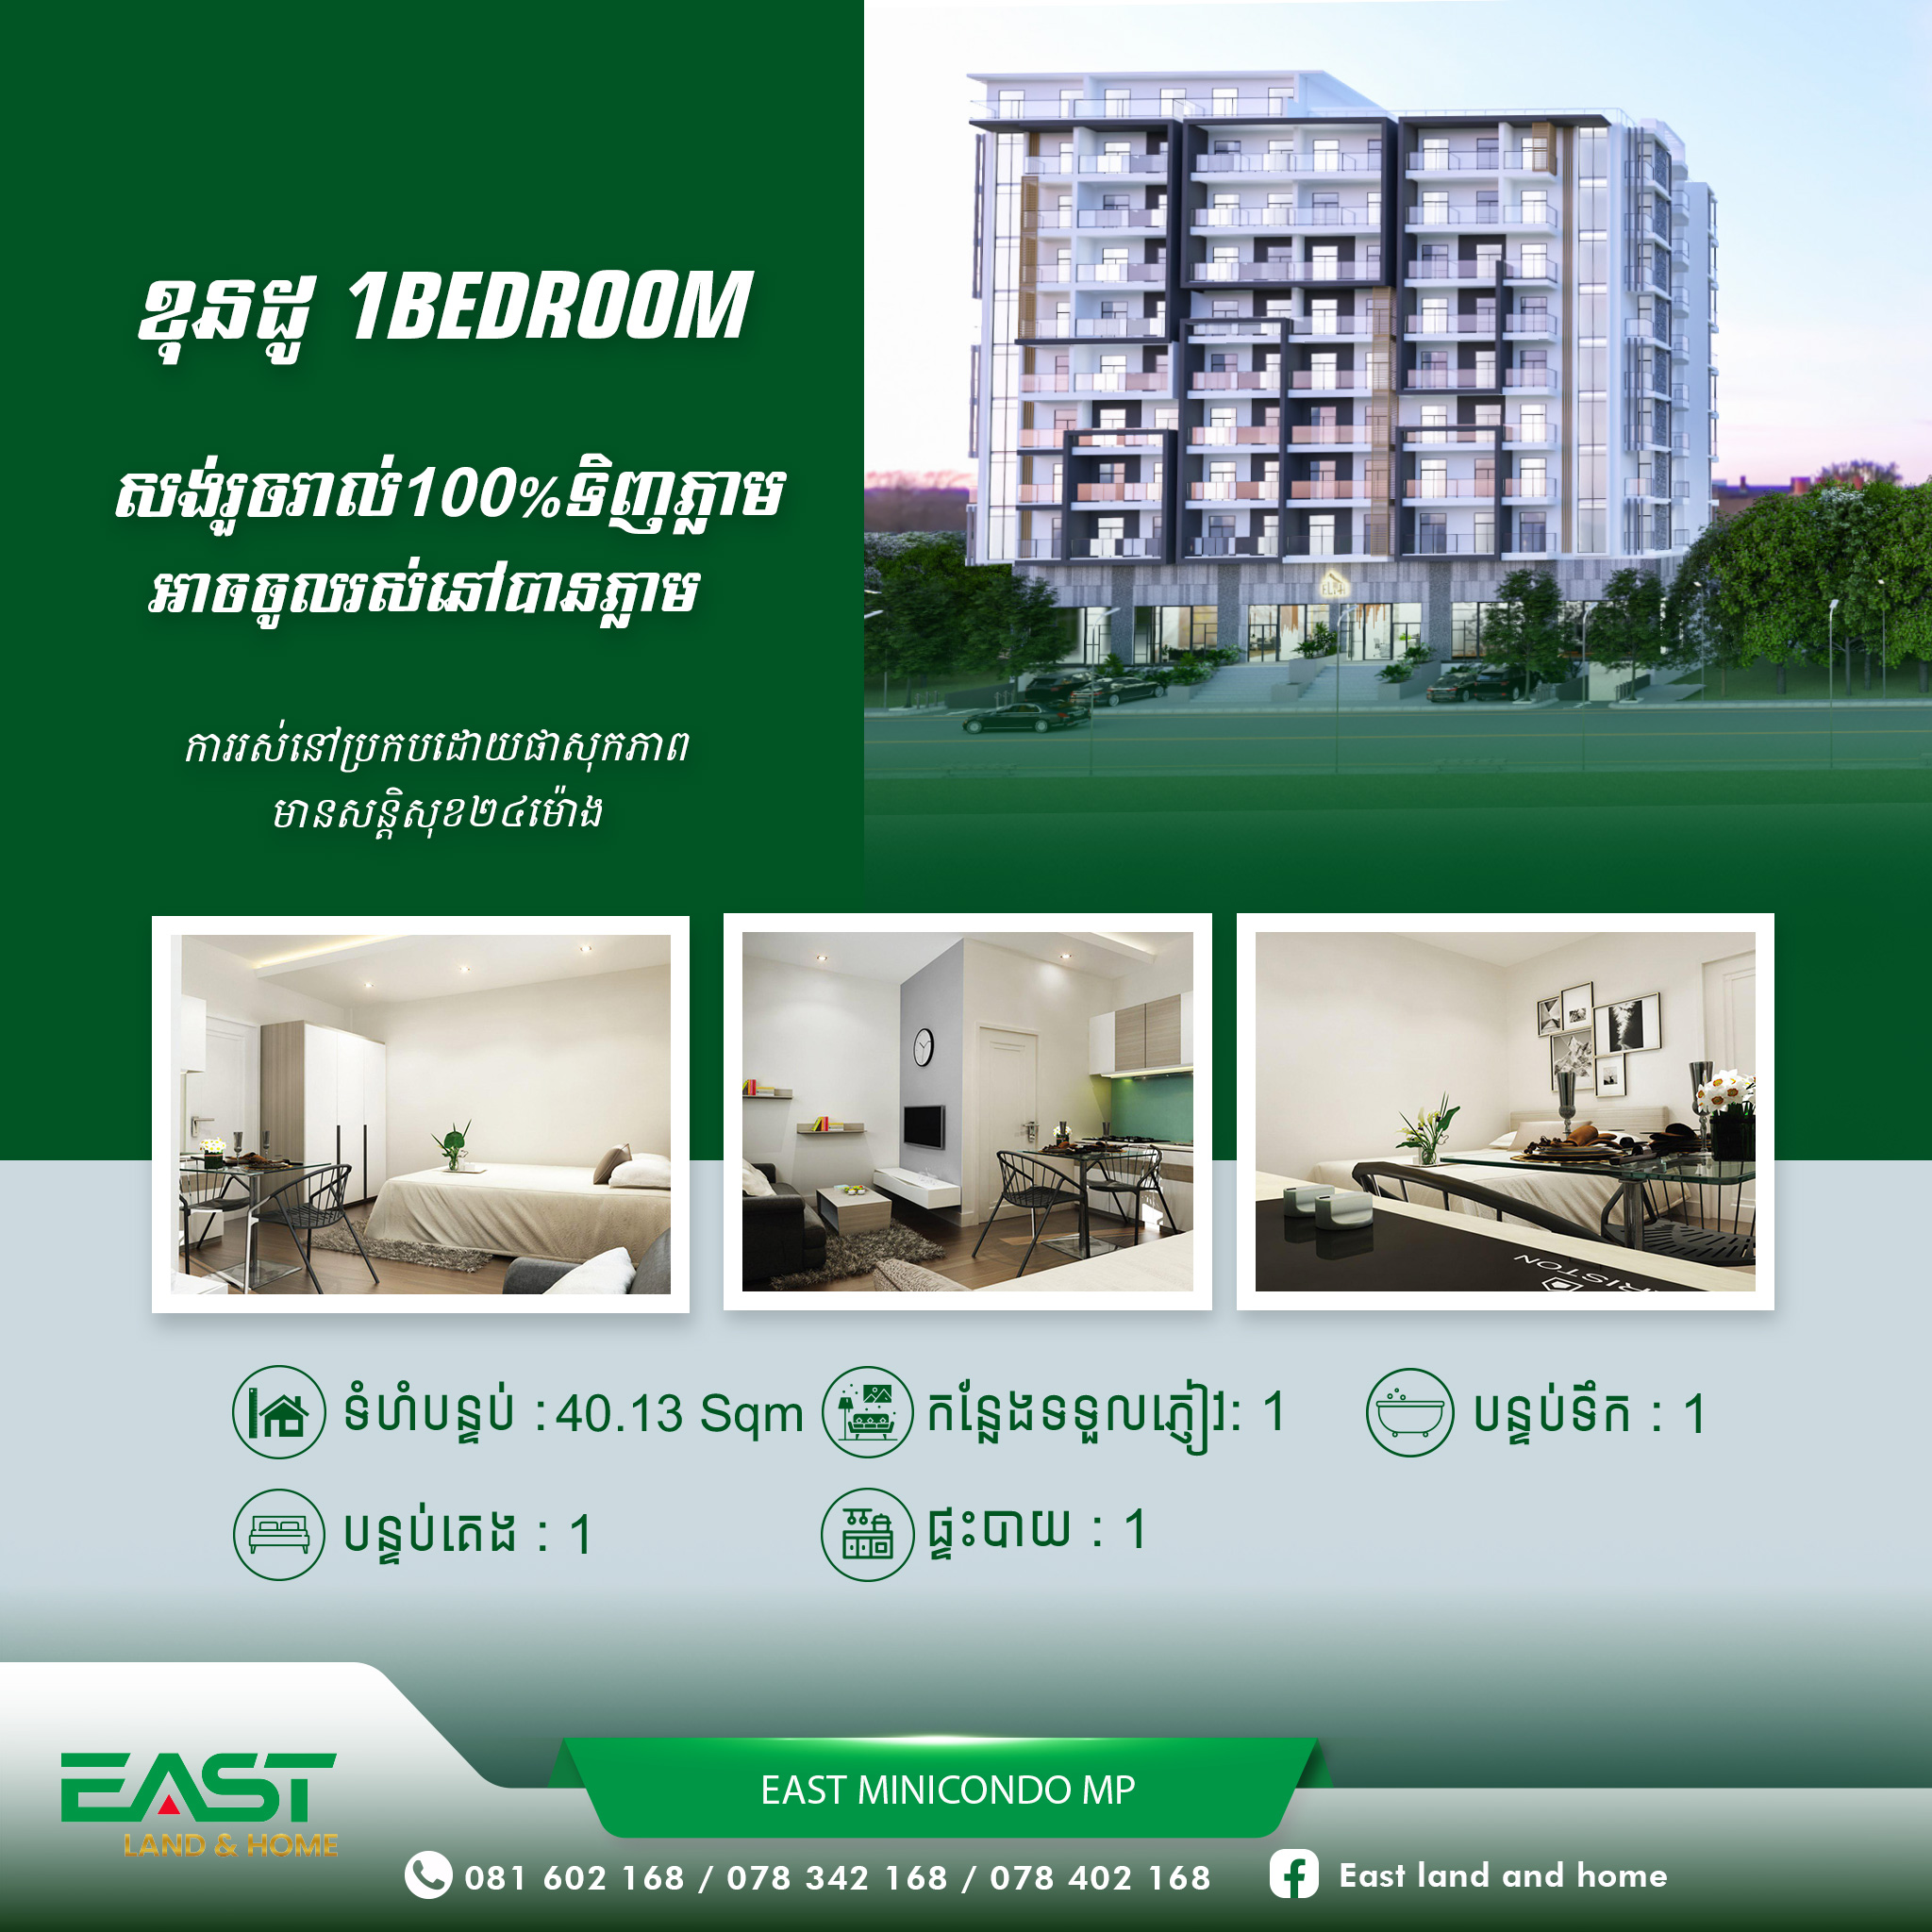 ខុនដូ 1BEDROOM
សង់រួចរាល់100%ទិញភ្លាម
អាចចូលរស់នៅបានភ្លាម
ការរស់នៅប្រកបដោយផាសុកភាព
មានសន្តិសុខ២៤ម៉ោង
ទំហំបន្ទប់ : 40.13 Sqm
កន្លែងទទួលភ្ញៀវ: 1
បន្ទប់ទឹក : 1
បន្ទប់គេង : 1
ផ្ទះបាយ : 1
EAST
LAND & HOME
EAST MINICONDO MP
081 602 168 / 078 342 168 / 078 402 168
East land and home